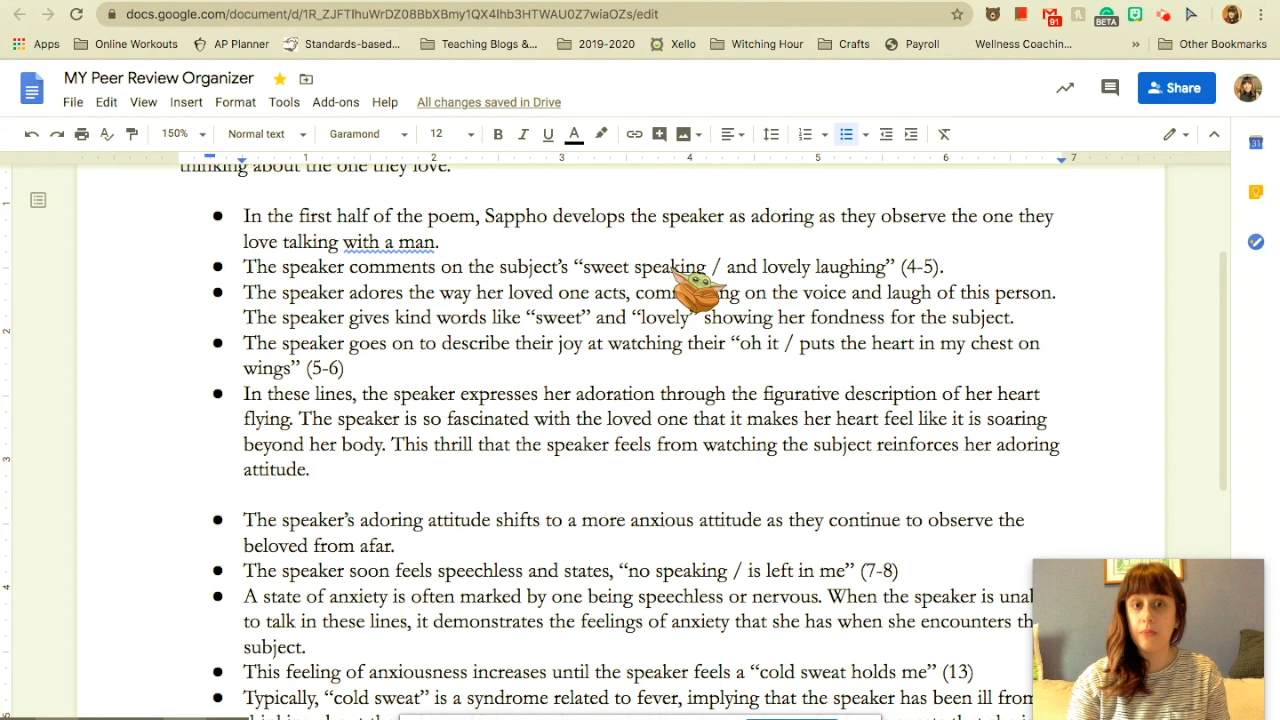 docs.google.com/document/d/1R_ZJFTIhuWrDZ08BbXBmy1QX4Ihb3HTWAU0Z7wiaOZs/edit
91
BETA
Apps
Online Workouts
AP Planner
Standards-based...
Teaching Blogs &...
2019-2020
Xello
Witching Hour
Crafts
Payroll
Wellness Coachin...
»
Other Bookmarks
MY Peer Review Organizer
File Edit View Insert Format Tools Add-ons Help All changes saved in Drive
Share
150% Normal text Garamond 12 B I U A
1 2 3 4 5 6 7
31
thinking about the one they love.
● In the first half of the poem, Sappho develops the speaker as adoring as they observe the one they
love talking with a man.
● The speaker comments on the subject's “sweet speaking / and lovely laughing” (4-5).
● The speaker adores the way her loved one acts, on the voice and laugh of this person.
The speaker gives kind words like “sweet” and “lovely” showing her fondness for the subject.
● The speaker goes on to describe their joy at watching their “oh it / puts the heart in my chest on
wings” (5-6)
● In these lines, the speaker expresses her adoration through the figurative description of her heart
flying. The speaker is so fascinated with the loved one that it makes her heart feel like it is soaring
beyond her body. This thrill that the speaker feels from watching the subject reinforces her adoring
attitude.
● The speaker's adoring attitude shifts to a more anxious attitude as they continue to observe the
beloved from afar.
● The speaker soon feels speechless and states, “no speaking / is left in me” (7-8)
● A state of anxiety is often marked by one being speechless or nervous. When the speaker is
to talk in these lines, it demonstrates the feelings of anxiety that she has when she encounters
subject.
● This feeling of anxiousness increases until the speaker feels a “cold sweat holds me” (13)
● Typically, “cold sweat” is a syndrome related to fever, implying that the speaker has been ill from